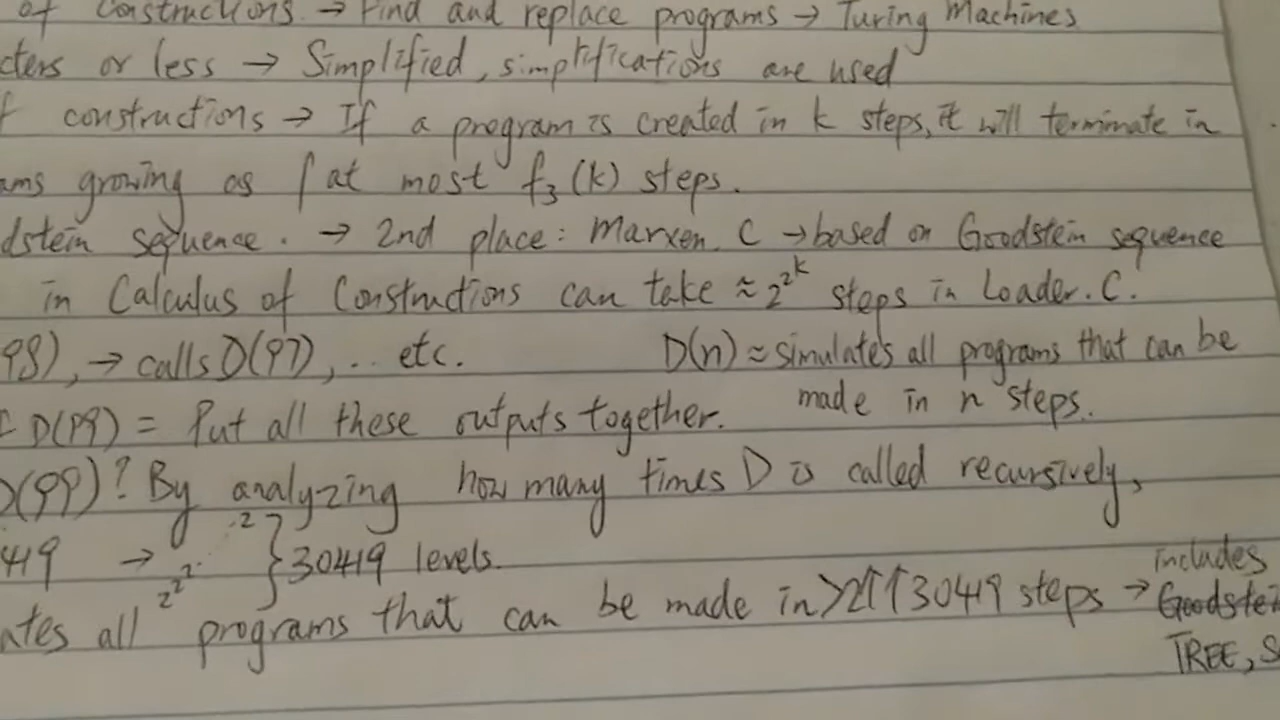 of Constructions → Find and replace programs → Turing Machines
cters or less → Simplified, simplifications are used
f constructions → If a program is created in k steps, it will terminate in
ams growing as at most f₃(k) steps.
dstein sequence. → 2nd place: Marxen.C → based on Goodstein sequence
in Calculus of Constructions can take ≈2^2^k steps in Loader.C.
98), → calls D(97), ... etc. D(n) ≈ simulates all programs that can be
made in n steps.
D(99) = Put all these outputs together.
D(99)? By analyzing how many times D is called recursively,
419 → 2^2^2^.^.^.^2 } 30419 levels.
ates all programs that can be made in >2↑↑30419 steps → includes
Goodstei
TREE, S